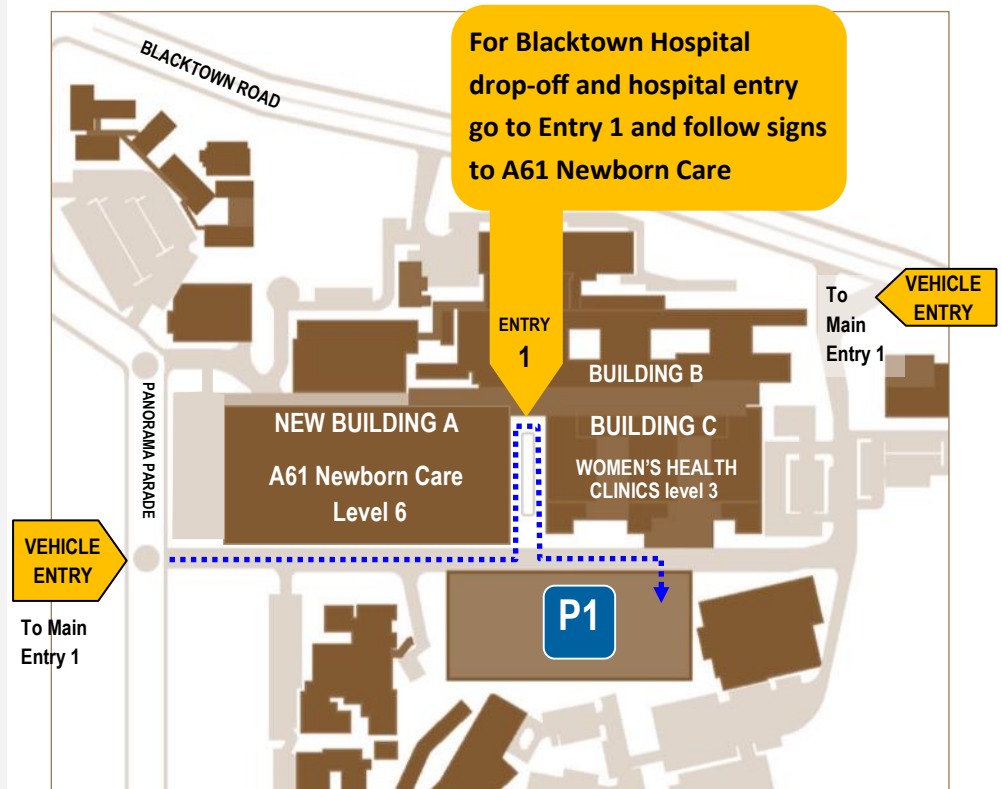 For Blacktown Hospital
drop-off and hospital entry
go to Entry 1 and follow signs
to A61 Newborn Care
BLACKTOWN ROAD
VEHICLE
ENTRY
To
Main
Entry 1
ENTRY
1
BUILDING B
NEW BUILDING A
A61 Newborn Care
Level 6
BUILDING C
WOMEN'S HEALTH
CLINICS level 3
PANORAMA PARADE
VEHICLE
ENTRY
To Main
Entry 1
P1